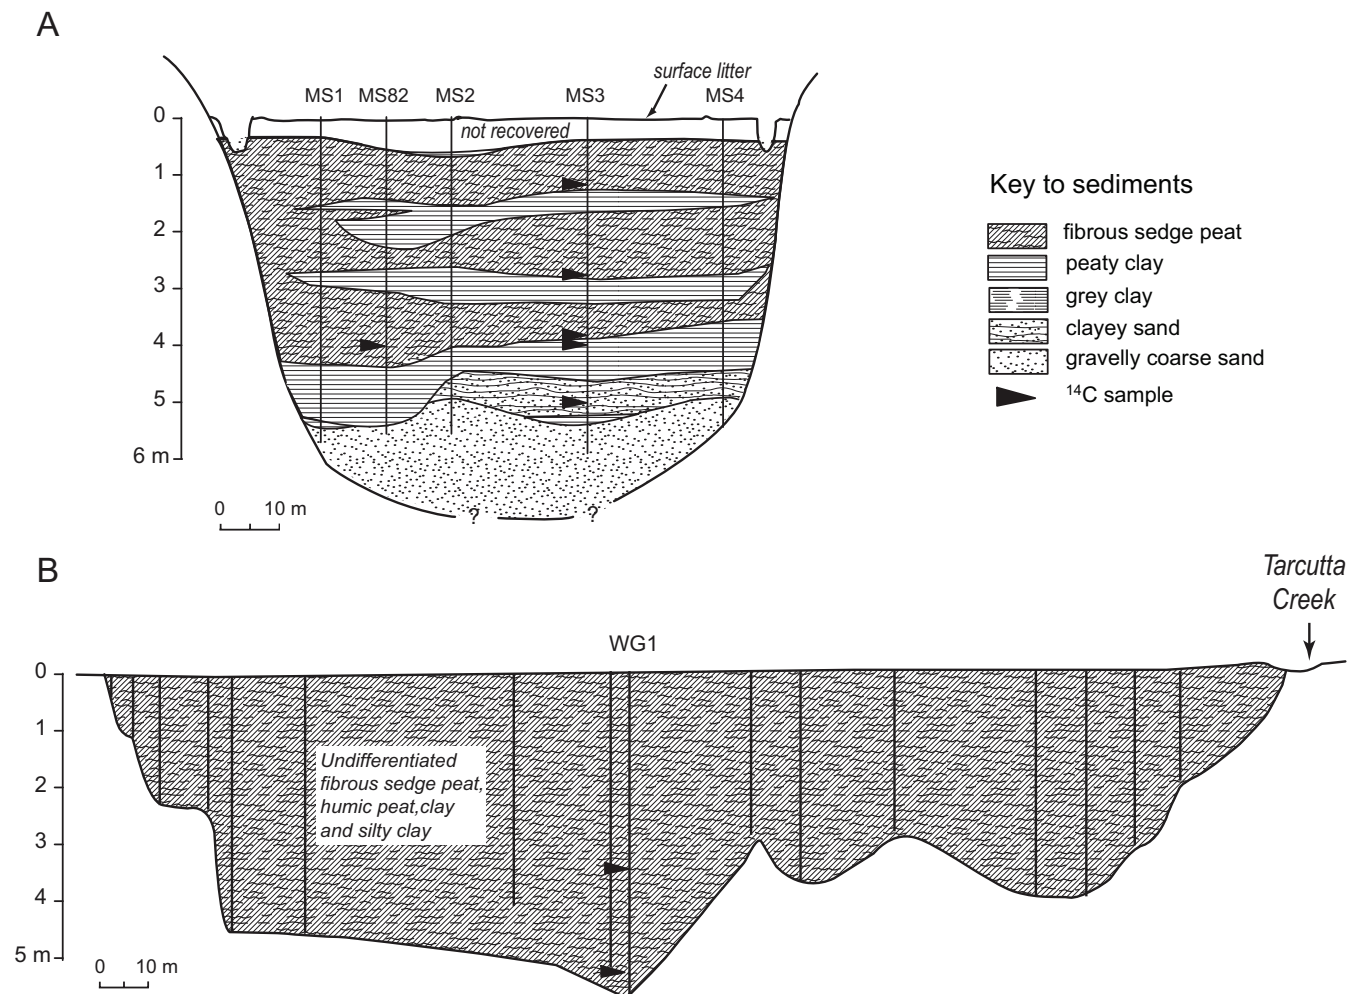 A
surface litter
MS1 MS82 MS2 MS3 MS4
0
not recovered
1
2
3
4
5
6 m
0 10 m
? ?
Key to sediments
fibrous sedge peat
peaty clay
grey clay
clayey sand
gravelly coarse sand
¹⁴C sample
B
Tarcutta
Creek
WG1
0
1
2
3
4
5 m
Undifferentiated
fibrous sedge peat,
humic peat,clay
and silty clay
0 10 m